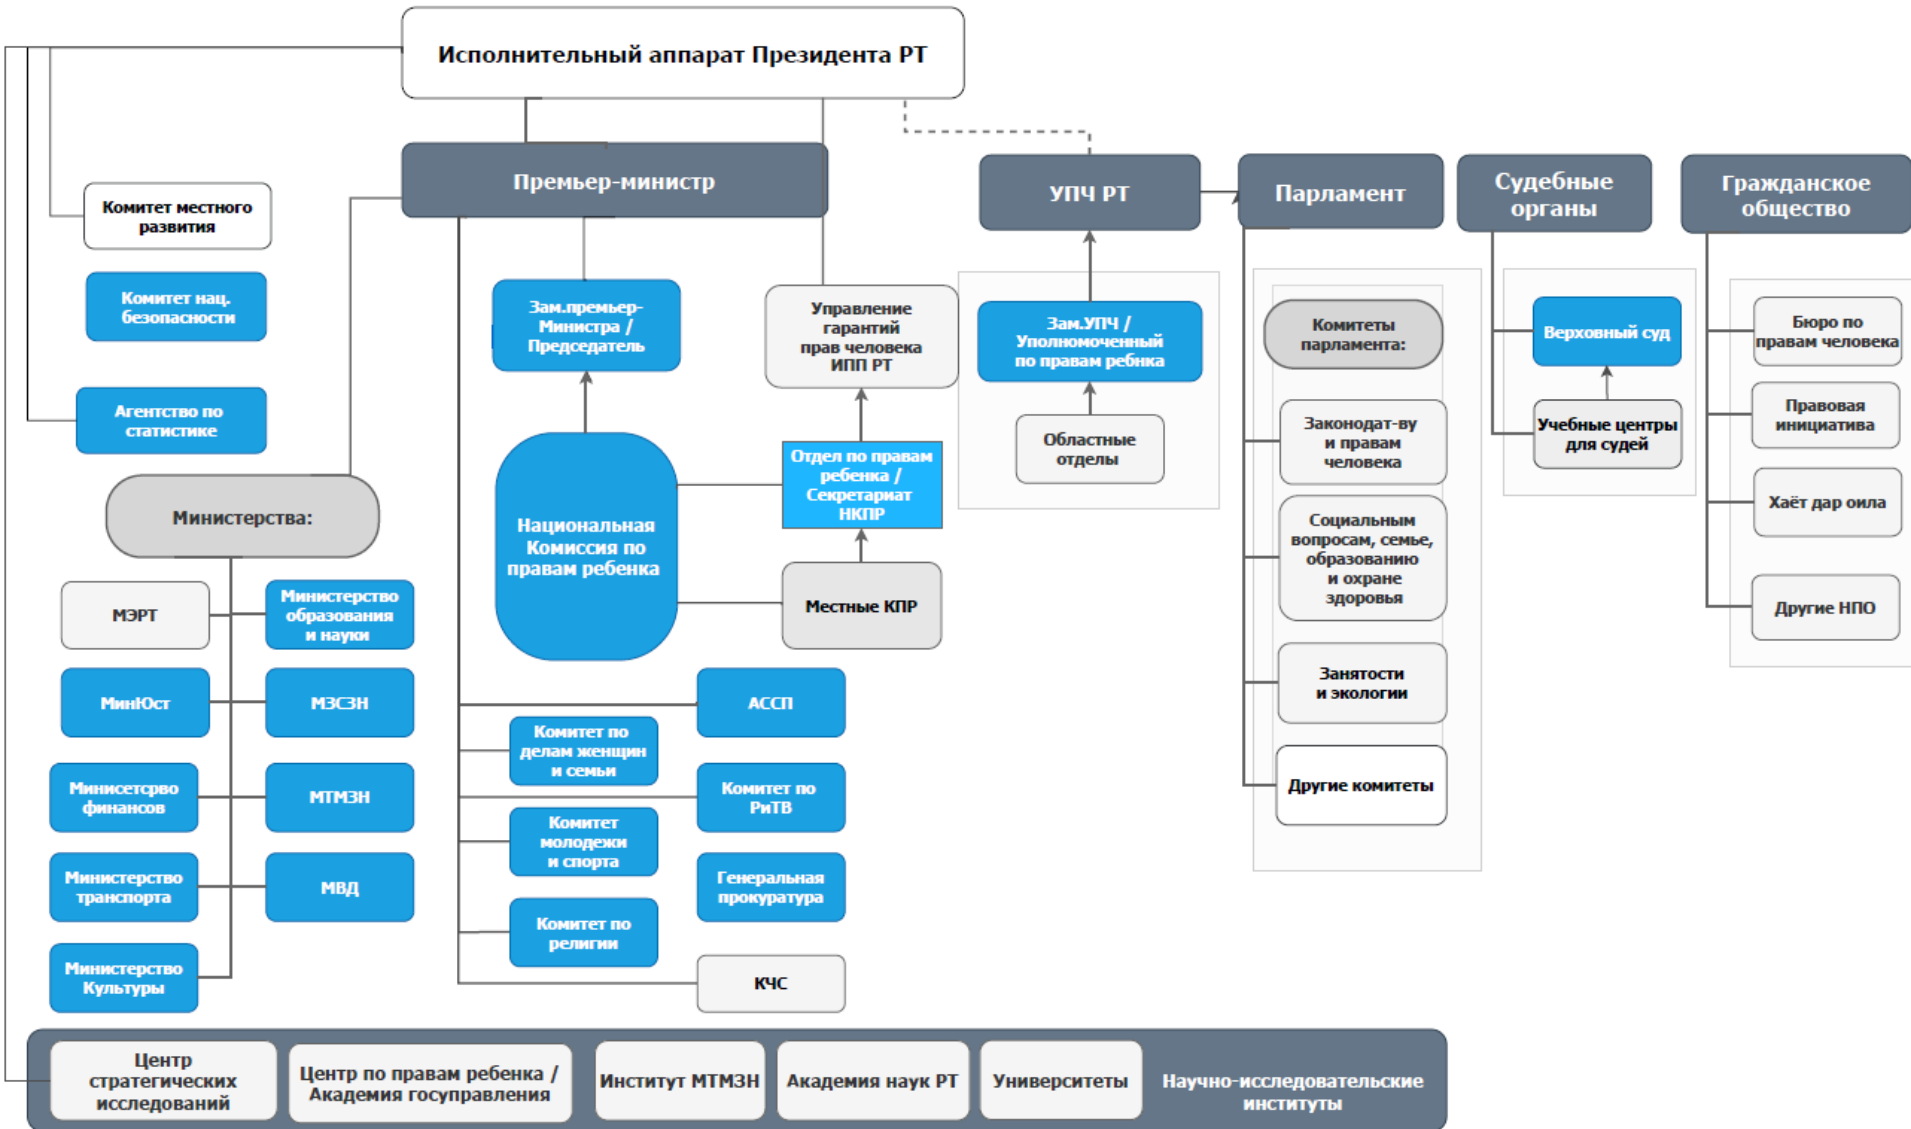 Исполнительный аппарат Президента РТ
Премьер-министр
УПЧ РТ
Парламент
Судебные
органы
Гражданское
общество
Комитет местного
развития
Комитет нац.
безопасности
Агентство по
статистике
Министерства:
МЭРТ
Министерство
образования
и науки
МинЮст
МЗСЗН
Минисетсрво
финансов
МТМЗН
Министерство
транспорта
МВД
Министерство
Культуры
Зам.премьер-
Министра /
Председатель
Национальная
Комиссия по
правам ребенка
Управление
гарантий
прав человека
ИПП РТ
Отдел по правам
ребенка /
Секретариат
НКПР
Местные КПР
АССП
Комитет по
делам женщин
и семьи
Комитет по
РиТВ
Комитет
молодежи
и спорта
Генеральная
прокуратура
Комитет по
религии
КЧС
Зам.УПЧ /
Уполномоченный
по правам ребнка
Областные
отделы
Комитеты
парламента:
Законодат-ву
и правам
человека
Социальным
вопросам, семье,
образованию
и охране
здоровья
Занятости
и экологии
Другие комитеты
Верховный суд
Учебные центры
для судей
Бюро по
правам человека
Правовая
инициатива
Хаёт дар оила
Другие НПО
Центр
стратегических
исследований
Центр по правам ребенка /
Академия госуправления
Институт МТМЗН
Академия наук РТ
Университеты
Научно-исследовательские
институты